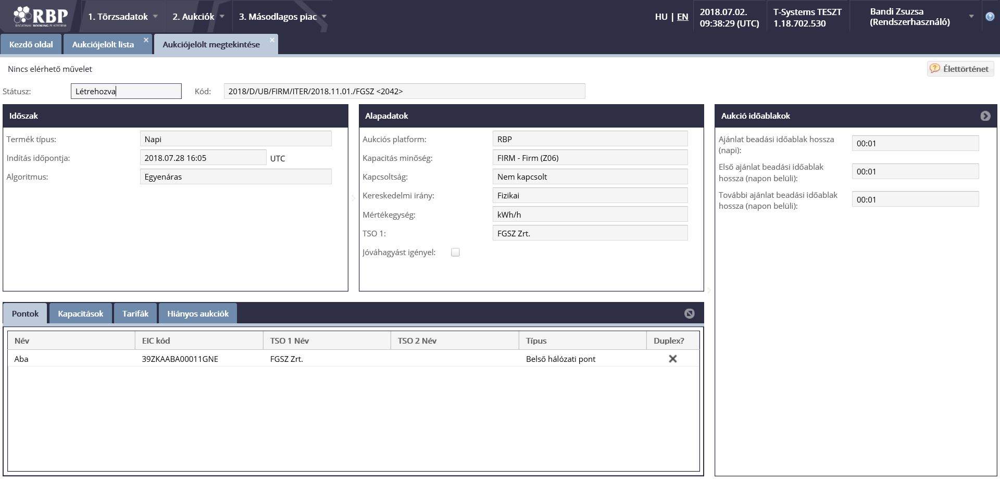 RBP
REGIONAL BOOKING PLATFORM
1. Törzsadatok
2. Aukciók
3. Másodlagos piac
HU | EN
2018.07.02.
09:38:29 (UTC)
T-Systems TESZT
1.18.702.530
Bandi Zsuzsa
(Rendszerhasználó)
Kezdő oldal
Aukciójelölt lista
Aukciójelölt megtekintése
Nincs elérhető művelet
Élettörténet
Státusz: Létrehozva
Kód: 2018/D/UB/FIRM/ITER/2018.11.01./FGSZ <2042>
Időszak
Termék típus: Napi
Indítás időpontja: 2018.07.28 16:05 UTC
Algoritmus: Egyenáras
Alapadatok
Aukciós platform: RBP
Kapacitás minőség: FIRM - Firm (Z06)
Kapcsoltság: Nem kapcsolt
Kereskedelmi irány: Fizikai
Mértékegység: kWh/h
TSO 1: FGSZ Zrt.
Jóváhagyást igényel:
Aukció időablakok
Ajánlat beadási időablak hossza
(napi): 00:01
Első ajánlat beadási időablak
hossza (napon belüli): 00:01
További ajánlat beadási időablak
hossza (napon belüli): 00:01
Pontok Kapacitások Tarifák Hiányos aukciók
Név EIC kód TSO 1 Név TSO 2 Név Típus Duplex?
Aba 39ZKAABA00011GNE FGSZ Zrt. Belső hálózati pont